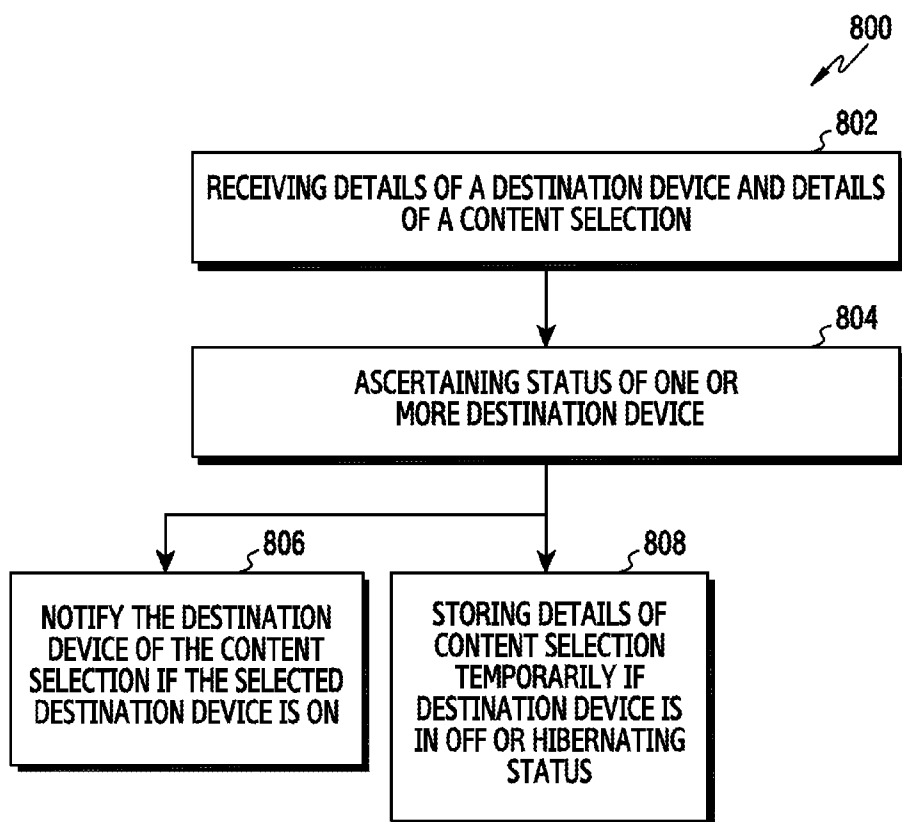 800
802
RECEIVING DETAILS OF A DESTINATION DEVICE AND DETAILS
OF A CONTENT SELECTION
804
ASCERTAINING STATUS OF ONE OR
MORE DESTINATION DEVICE
806
NOTIFY THE DESTINATION
DEVICE OF THE CONTENT
SELECTION IF THE SELECTED
DESTINATION DEVICE IS ON
808
STORING DETAILS OF
CONTENT SELECTION
TEMPORARILY IF
DESTINATION DEVICE IS
IN OFF OR HIBERNATING
STATUS